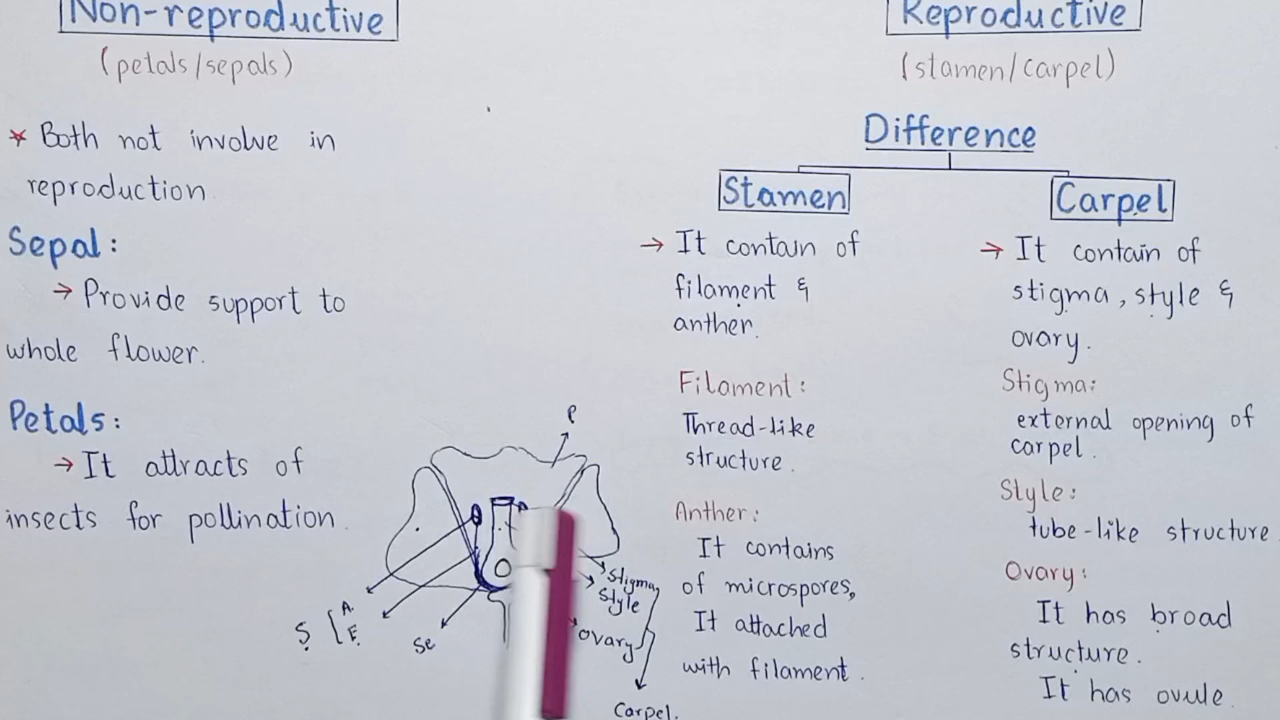 Non-reproductive
(petals/sepals)
* Both not involve in
reproduction.
Sepal:
→ Provide support to
whole flower.
Petals:
→ It attracts of
insects for pollination.
Reproductive
(stamen/carpel)
Difference
Stamen
→ It contain of
filament &
anther.
Filament:
Thread-like
structure.
Anther:
It contains
of microspores,
It attached
with filament.
Carpel
→ It contain of
stigma, style &
ovary.
Stigma:
external opening of
carpel.
Style:
tube-like structure
Ovary:
It has broad
structure.
It has ovule.
P
S
A.
F.
Se
Stigma
Style
ovary
Carpel.